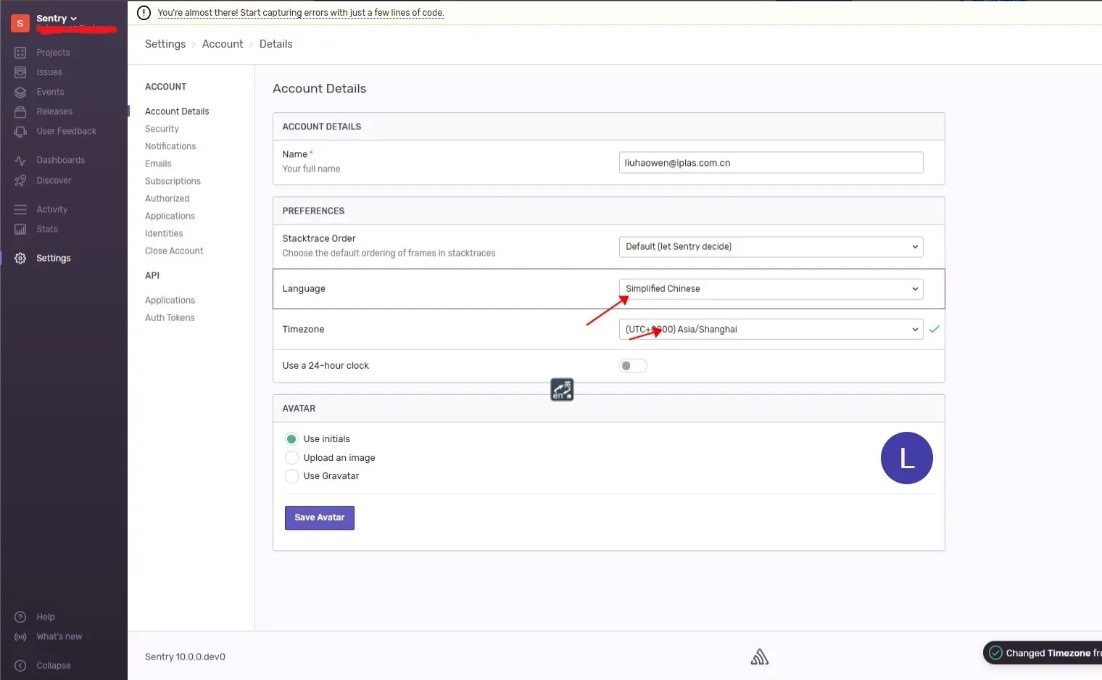 S
Sentry
Projects
Issues
Events
Releases
User Feedback
Dashboards
Discover
Activity
Stats
Settings
Help
What's new
Collapse
You're almost there! Start capturing errors with just a few lines of code.
Settings > Account > Details
ACCOUNT
Account Details
Security
Notifications
Emails
Subscriptions
Authorized
Applications
Identities
Close Account
API
Applications
Auth Tokens
Account Details
ACCOUNT DETAILS
Name *
Your full name
liuhaowen@iplas.com.cn
PREFERENCES
Stacktrace Order
Choose the default ordering of frames in stacktraces
Default (let Sentry decide)
Language
Simplified Chinese
Timezone
Asia/Shanghai
Use a 24-hour clock
en 英
AVATAR
Use initials
Upload an image
Use Gravatar
L
Save Avatar
Sentry 10.0.0.dev0
Changed Timezone fr